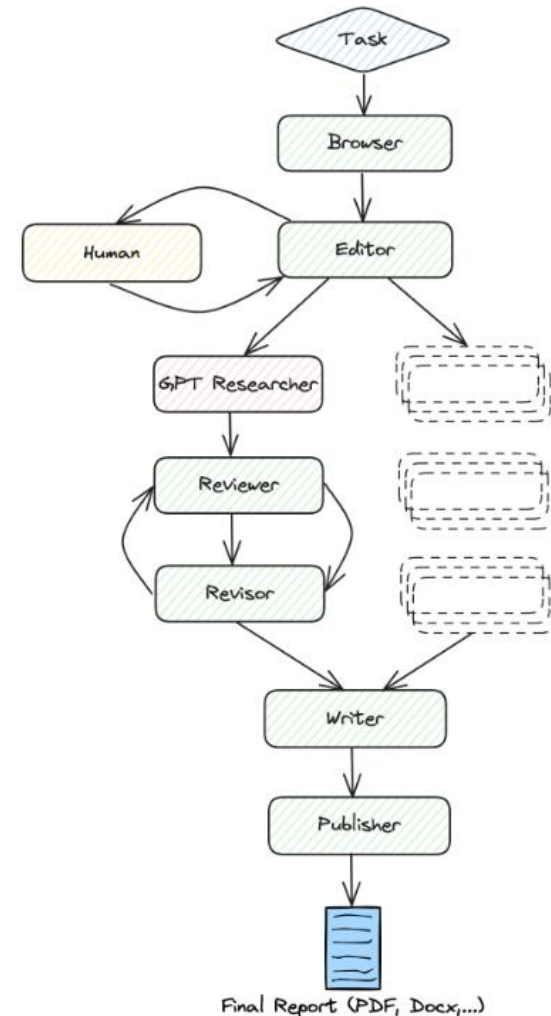 Task
Browser
Human
Editor
GPT Researcher
Reviewer
Revisor
Writer
Publisher
Final Report (PDF, Docx,...)